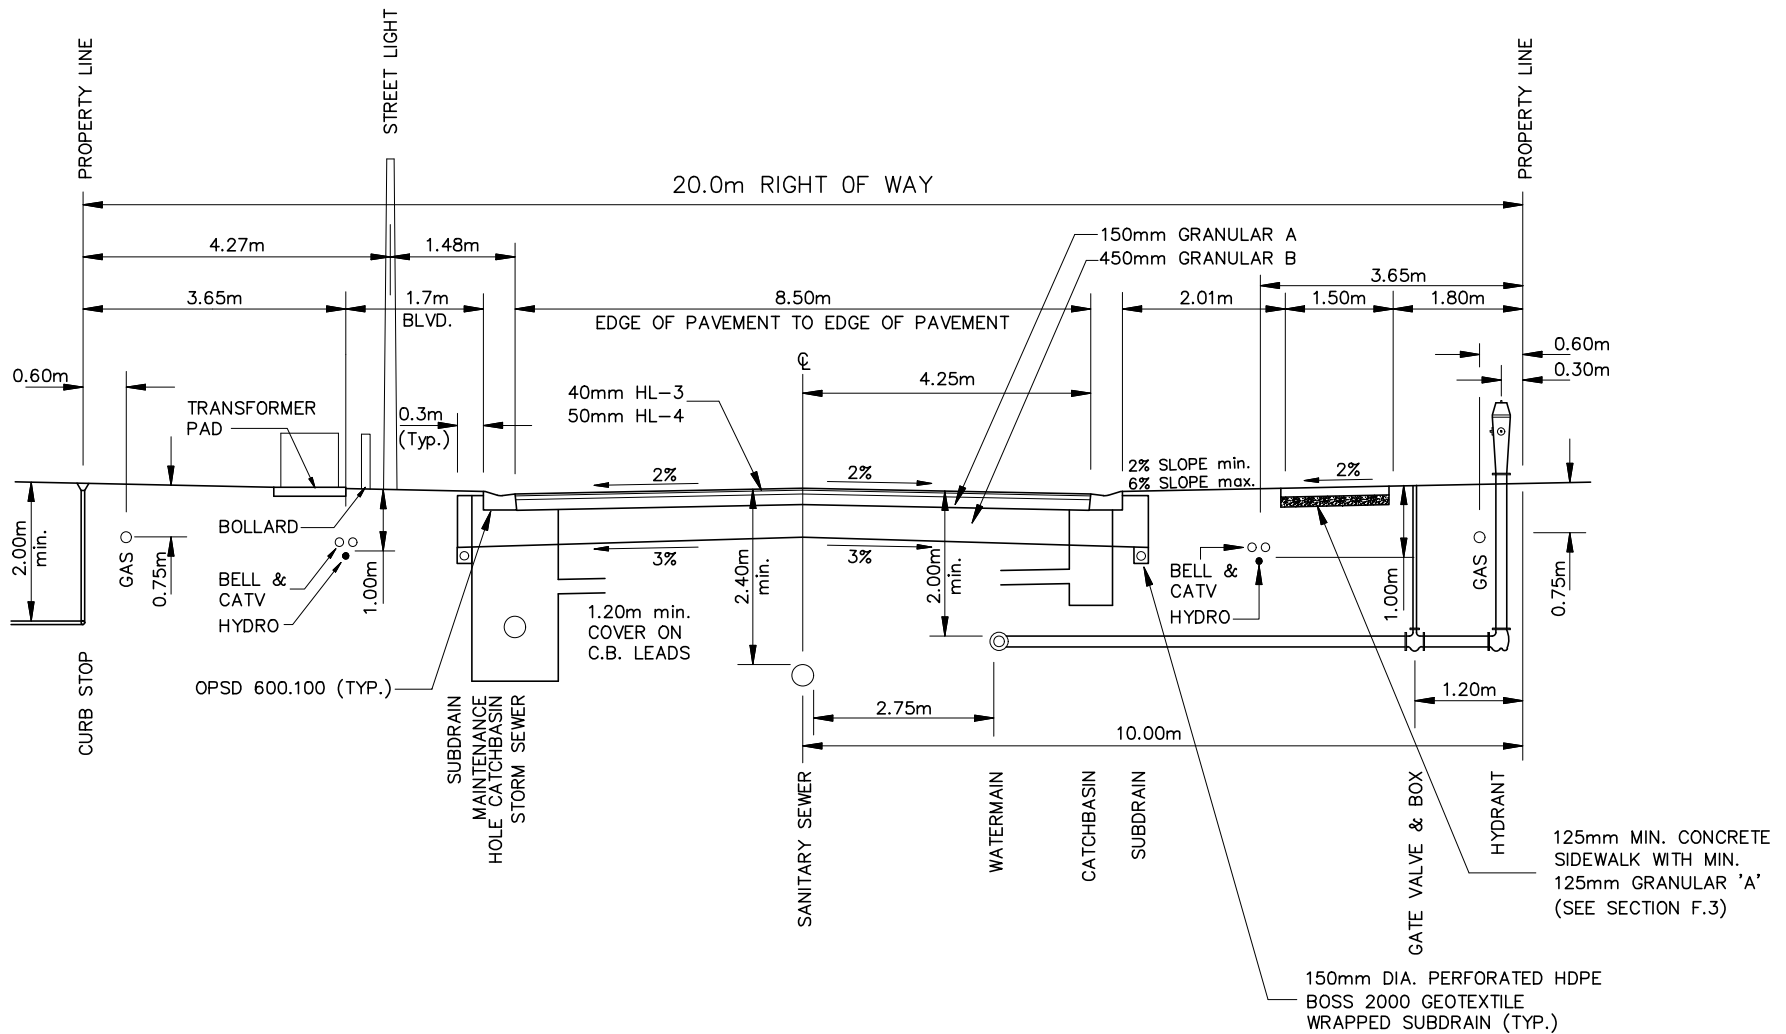 PROPERTY LINE
STREET LIGHT
PROPERTY LINE
20.0m RIGHT OF WAY
4.27m
1.48m
150mm GRANULAR A
450mm GRANULAR B
3.65m
3.65m
1.7m
BLVD.
8.50m
EDGE OF PAVEMENT TO EDGE OF PAVEMENT
2.01m
1.50m
1.80m
0.60m
0.60m
0.30m
℄
4.25m
TRANSFORMER
PAD
0.3m
(Typ.)
40mm HL-3
50mm HL-4
2%
2%
2% SLOPE min.
6% SLOPE max.
2%
2.00m
min.
GAS
0.75m
BOLLARD
BELL &
CATV
HYDRO
1.00m
3%
3%
1.20m min.
COVER ON
C.B. LEADS
2.40m
min.
2.00m
min.
BELL &
CATV
HYDRO
1.00m
GAS
0.75m
OPSD 600.100 (TYP.)
2.75m
1.20m
10.00m
CURB STOP
SUBDRAIN
MAINTENANCE
HOLE CATCHBASIN
STORM SEWER
SANITARY SEWER
WATERMAIN
CATCHBASIN
SUBDRAIN
GATE VALVE & BOX
HYDRANT
125mm MIN. CONCRETE
SIDEWALK WITH MIN.
125mm GRANULAR 'A'
(SEE SECTION F.3)
150mm DIA. PERFORATED HDPE
BOSS 2000 GEOTEXTILE
WRAPPED SUBDRAIN (TYP.)